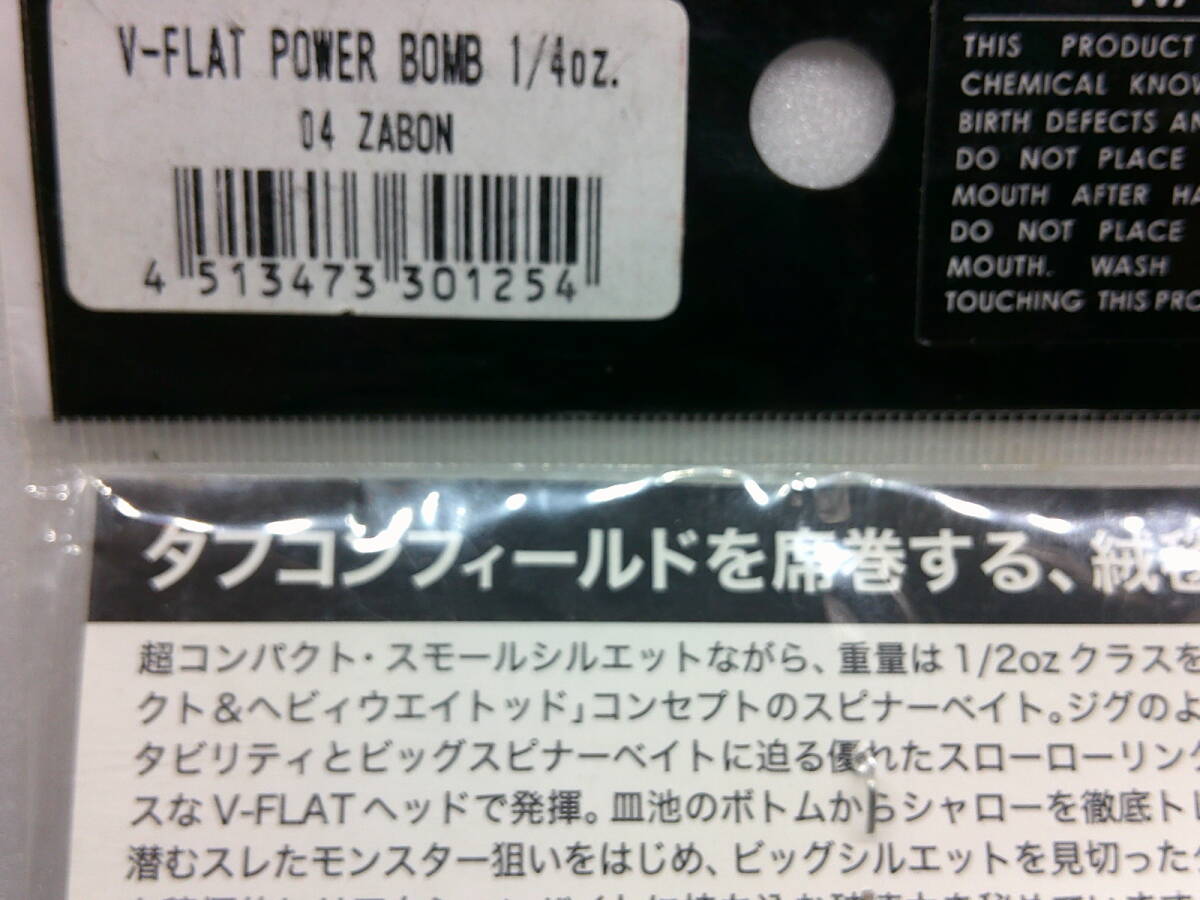 V-FLAT POWER BOMB 1/4oz.
04 ZABON
4 513473 301254
THIS PRODUCT
CHEMICAL KNOW
BIRTH DEFECTS AN
DO NOT PLACE
MOUTH AFTER HA
DO NOT PLACE
MOUTH. WASH
TOUCHING THIS PRO
タフコンフィールドを席巻する、絨毯
超コンパクト・スモールシルエットながら、重量は1/2ozクラスを
クト&ヘビィウエイトッド」コンセプトのスピナーベイト。ジグのよ
タビリティとビッグスピナーベイトに迫る優れたスローローリング
スなV-FLATヘッドで発揮。皿池のボトムからシャローを徹底ト
潜むスレたモンスター狙いをはじめ、ビッグシルエットを見切った